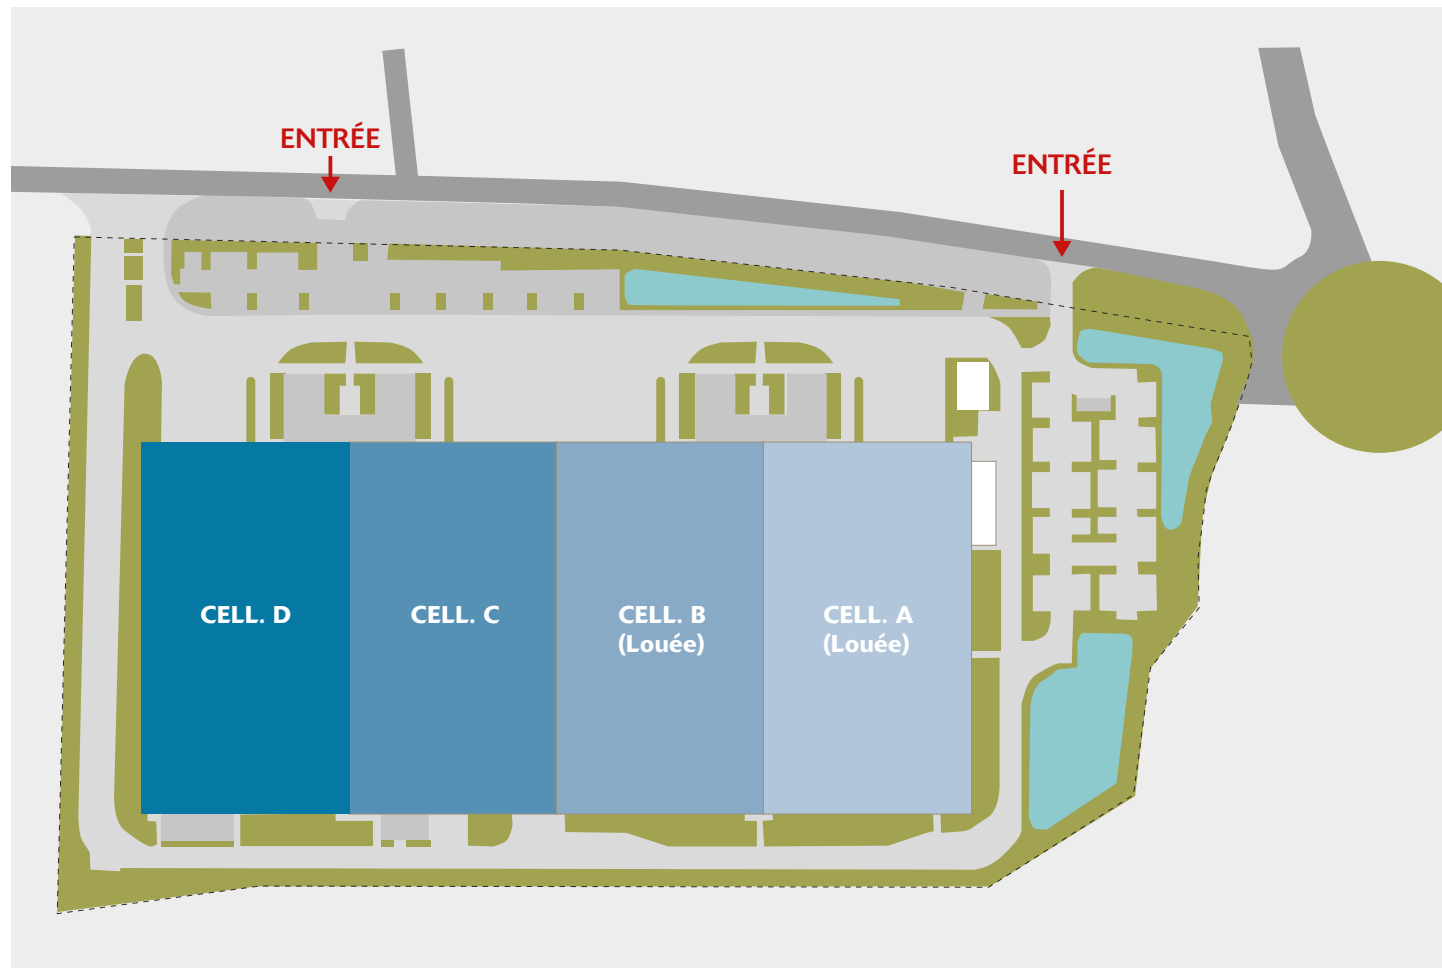 ENTRÉE
ENTRÉE
CELL. D
CELL. C
CELL. B
(Louée)
CELL. A
(Louée)